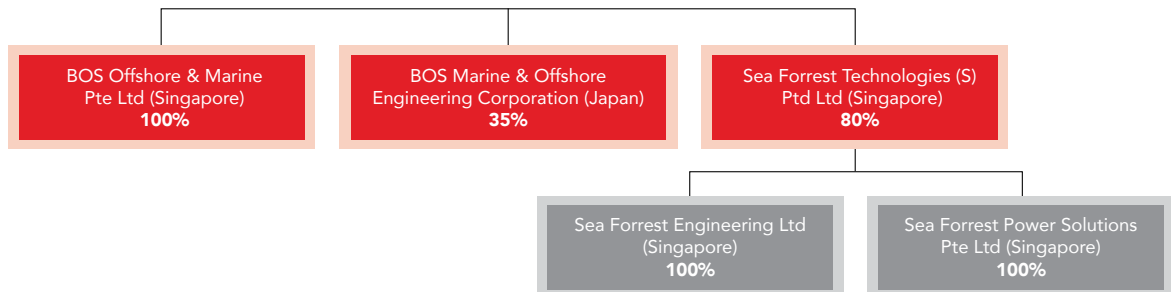 BOS Offshore & Marine
Pte Ltd (Singapore)
100%
BOS Marine & Offshore
Engineering Corporation (Japan)
35%
Sea Forrest Technologies (S)
Ptd Ltd (Singapore)
80%
Sea Forrest Engineering Ltd
(Singapore)
100%
Sea Forrest Power Solutions
Pte Ltd (Singapore)
100%